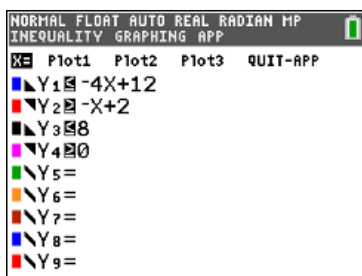 NORMAL FLOAT AUTO REAL RADIAN MP
INEQUALITY GRAPHING APP
X= Plot1 Plot2 Plot3 QUIT-APP
Y1≤-4X+12
Y2≥-X+2
Y3≤8
Y4≥0
Y5=
Y6=
Y7=
Y8=
Y9=